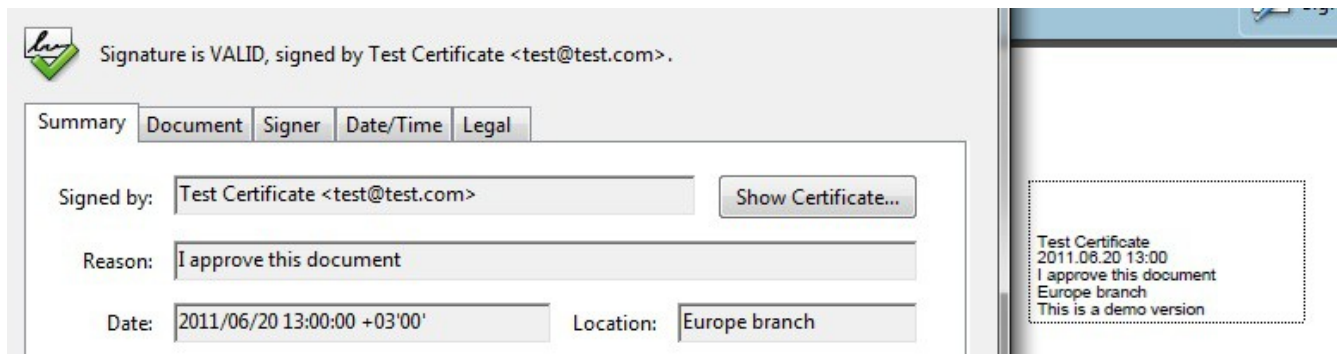 Signature is VALID, signed by Test Certificate <test@test.com>.
Summary Document Signer Date/Time Legal
Signed by: Test Certificate <test@test.com> Show Certificate...
Reason: I approve this document
Date: 2011/06/20 13:00:00 +03'00' Location: Europe branch
Test Certificate
2011.06.20 13:00
I approve this document
Europe branch
This is a demo version